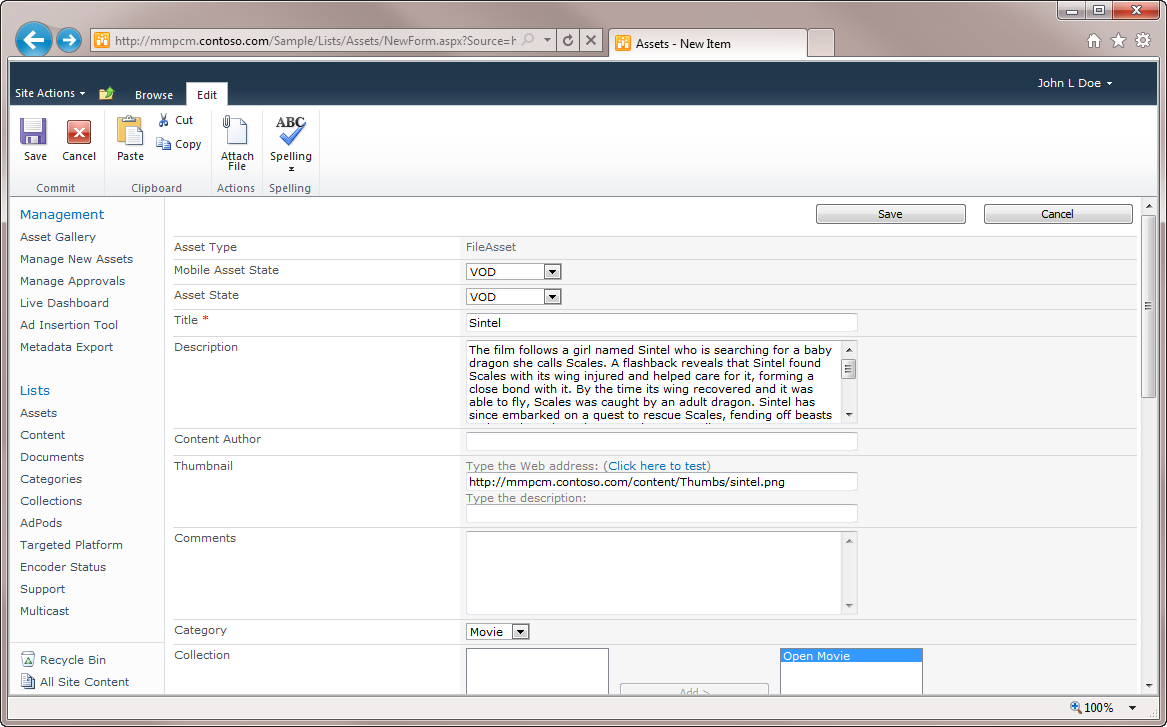 http://mmpcm.contoso.com/Sample/Lists/Assets/NewForm.aspx?Source=h
Assets - New Item
Site Actions
Browse
Edit
John L Doe
Save
Cancel
Paste
Cut
Copy
Attach File
ABC
Spelling
Commit
Clipboard
Actions
Spelling
Management
Asset Gallery
Manage New Assets
Manage Approvals
Live Dashboard
Ad Insertion Tool
Metadata Export
Lists
Assets
Content
Documents
Categories
Collections
AdPods
Targeted Platform
Encoder Status
Support
Multicast
Recycle Bin
All Site Content
Save
Cancel
Asset Type
FileAsset
Mobile Asset State
VOD
Asset State
VOD
Title *
Sintel
Description
The film follows a girl named Sintel who is searching for a baby
dragon she calls Scales. A flashback reveals that Sintel found
Scales with its wing injured and helped care for it, forming a
close bond with it. By the time its wing recovered and it was
able to fly, Scales was caught by an adult dragon. Sintel has
since embarked on a quest to rescue Scales, fending off beasts
Content Author
Thumbnail
Type the Web address: (Click here to test)
http://mmpcm.contoso.com/content/Thumbs/sintel.png
Type the description:
Comments
Category
Movie
Collection
Add >
Open Movie
100%